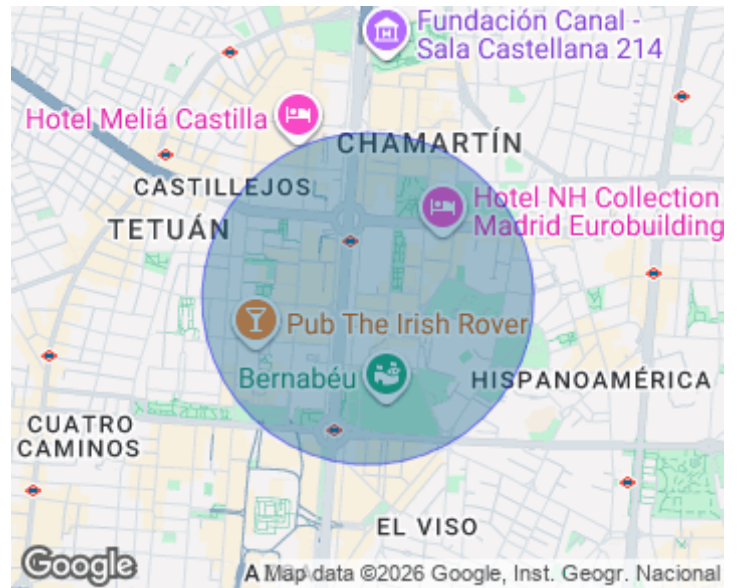 Fundación Canal -
Sala Castellana 214
Hotel Meliá Castilla
CHAMARTÍN
CASTILLEJOS
Hotel NH Collection
Madrid Eurobuilding
TETUÁN
Pub The Irish Rover
Bernabéu
HISPANOAMÉRICA
CUATRO
CAMINOS
EL VISO
Google
Map data ©2026 Google, Inst. Geogr. Nacional